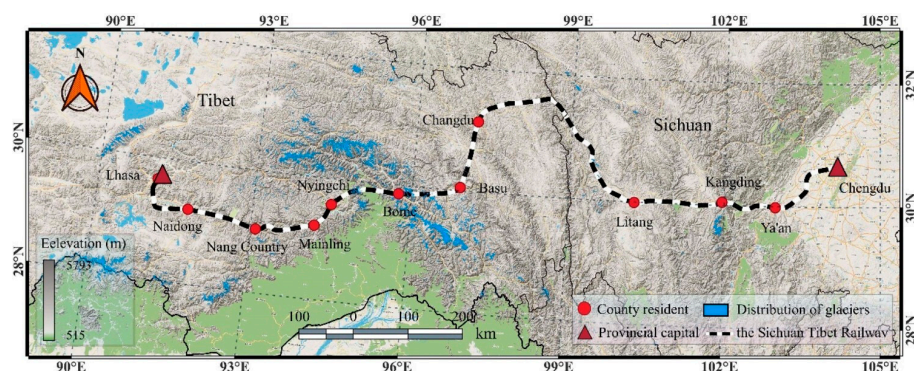 90°E 93°E 96°E 99°E 102°E 105°E
N
Tibet
32°N
30°N
Changdu
Sichuan
Lhasa
Nyingchi
Basu
Kangding
Chengdu
Bome
Naidong
Litang
Ya'an
30°N
Nang Country
Mainling
Eelevation (m)
5793
515
28°N
100 0 100 200
km
County resident
Distribution of glaciers
Provincial capital
the Sichuan Tibet Railway
28°N
90°E 93°E 96°E 99°E 102°E 105°E